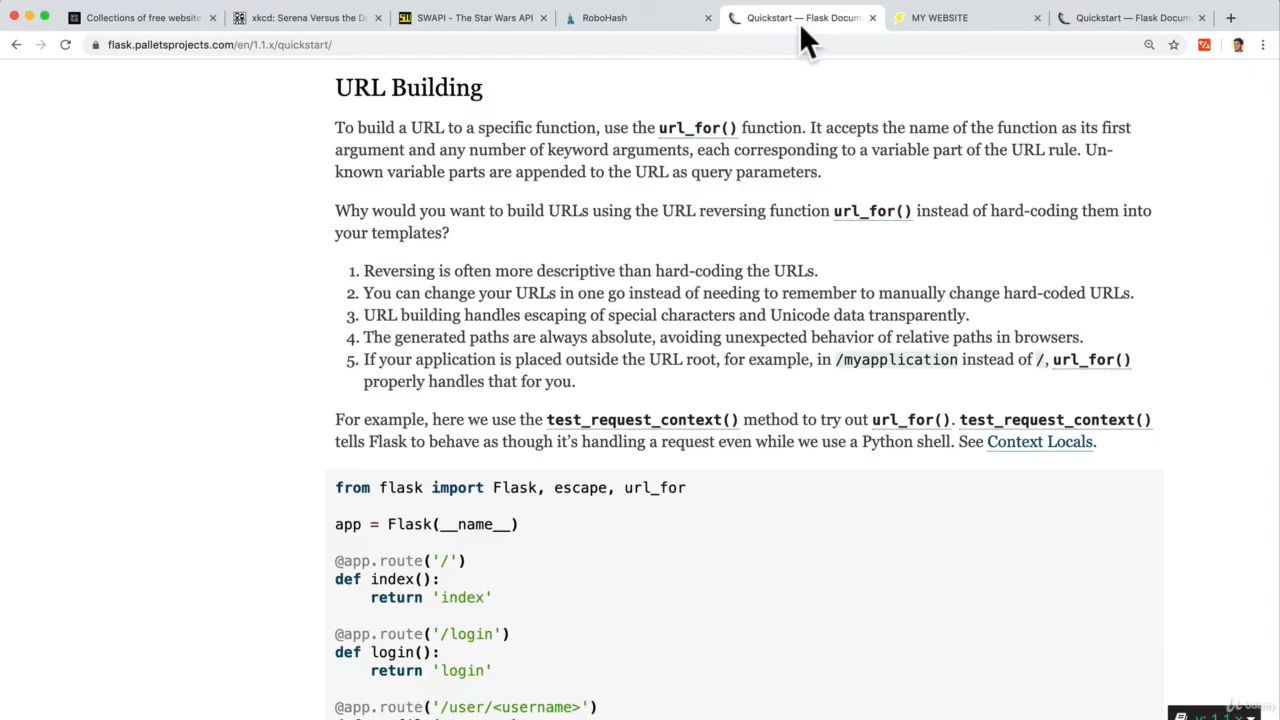 Collections of free website
xkcd: Serena Versus the D
SWAPI - The Star Wars API
RoboHash
Quickstart — Flask Docum
MY WEBSITE
Quickstart — Flask Docum
flask.palletsprojects.com/en/1.1.x/quickstart/
URL Building
To build a URL to a specific function, use the url_for() function. It accepts the name of the function as its first
argument and any number of keyword arguments, each corresponding to a variable part of the URL rule. Un-
known variable parts are appended to the URL as query parameters.
Why would you want to build URLs using the URL reversing function url_for() instead of hard-coding them into
your templates?
1. Reversing is often more descriptive than hard-coding the URLs.
2. You can change your URLs in one go instead of needing to remember to manually change hard-coded URLs.
3. URL building handles escaping of special characters and Unicode data transparently.
4. The generated paths are always absolute, avoiding unexpected behavior of relative paths in browsers.
5. If your application is placed outside the URL root, for example, in /myapplication instead of /, url_for()
properly handles that for you.
For example, here we use the test_request_context() method to try out url_for(). test_request_context()
tells Flask to behave as though it’s handling a request even while we use a Python shell. See Context Locals.
from flask import Flask, escape, url_for
app = Flask(__name__)
@app.route('/')
def index():
    return 'index'
@app.route('/login')
def login():
    return 'login'
@app.route('/user/<username>')
v: 1.1.x
Udemy